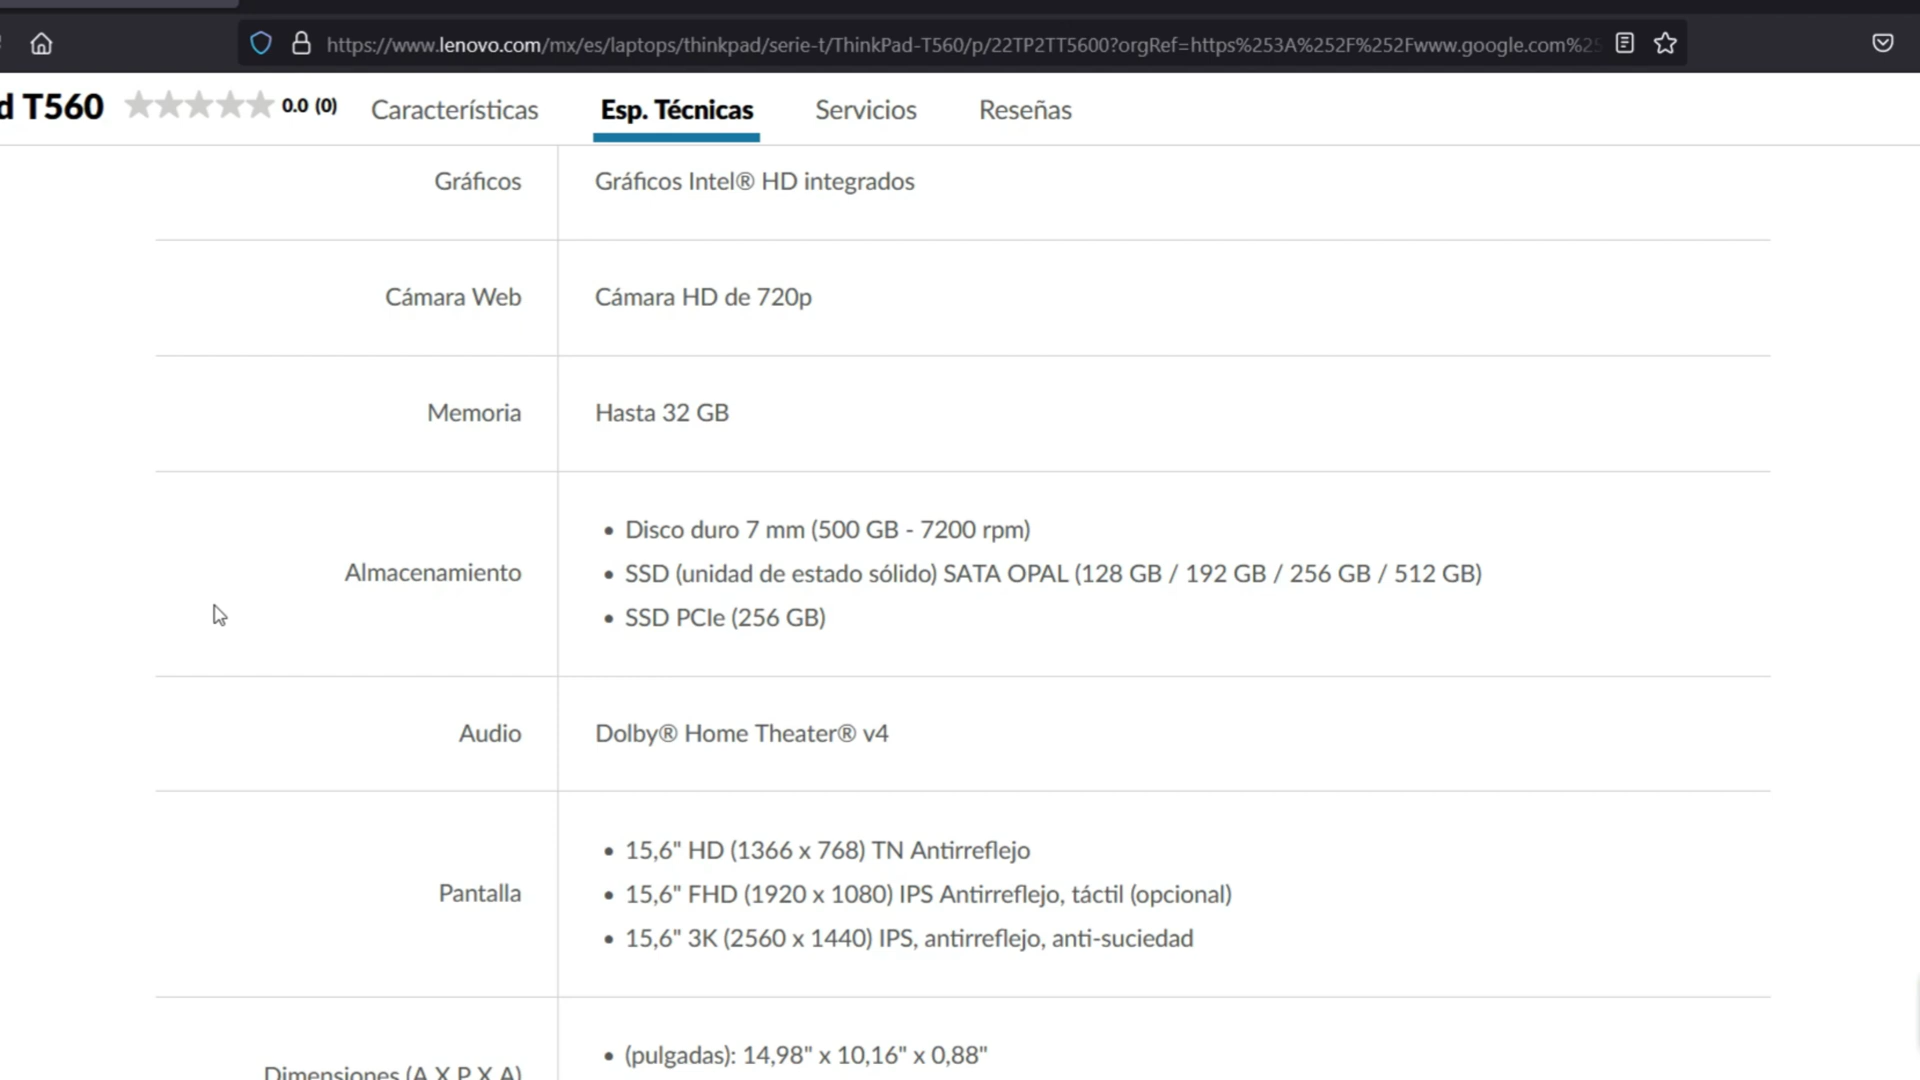 https://www.lenovo.com/mx/es/laptops/thinkpad/serie-t/ThinkPad-T560/p/22TP2TT5600?orgRef=https%253A%252F%252Fwww.google.com%25
d T560 0.0 (0) Características Esp. Técnicas Servicios Reseñas
Gráficos Gráficos Intel® HD integrados
Cámara Web Cámara HD de 720p
Memoria Hasta 32 GB
• Disco duro 7 mm (500 GB - 7200 rpm)
Almacenamiento • SSD (unidad de estado sólido) SATA OPAL (128 GB / 192 GB / 256 GB / 512 GB)
• SSD PCIe (256 GB)
Audio Dolby® Home Theater® v4
• 15,6" HD (1366 x 768) TN Antirreflejo
Pantalla • 15,6" FHD (1920 x 1080) IPS Antirreflejo, táctil (opcional)
• 15,6" 3K (2560 x 1440) IPS, antirreflejo, anti-suciedad
• (pulgadas): 14,98" x 10,16" x 0,88"
Dimensiones (A X P X A)